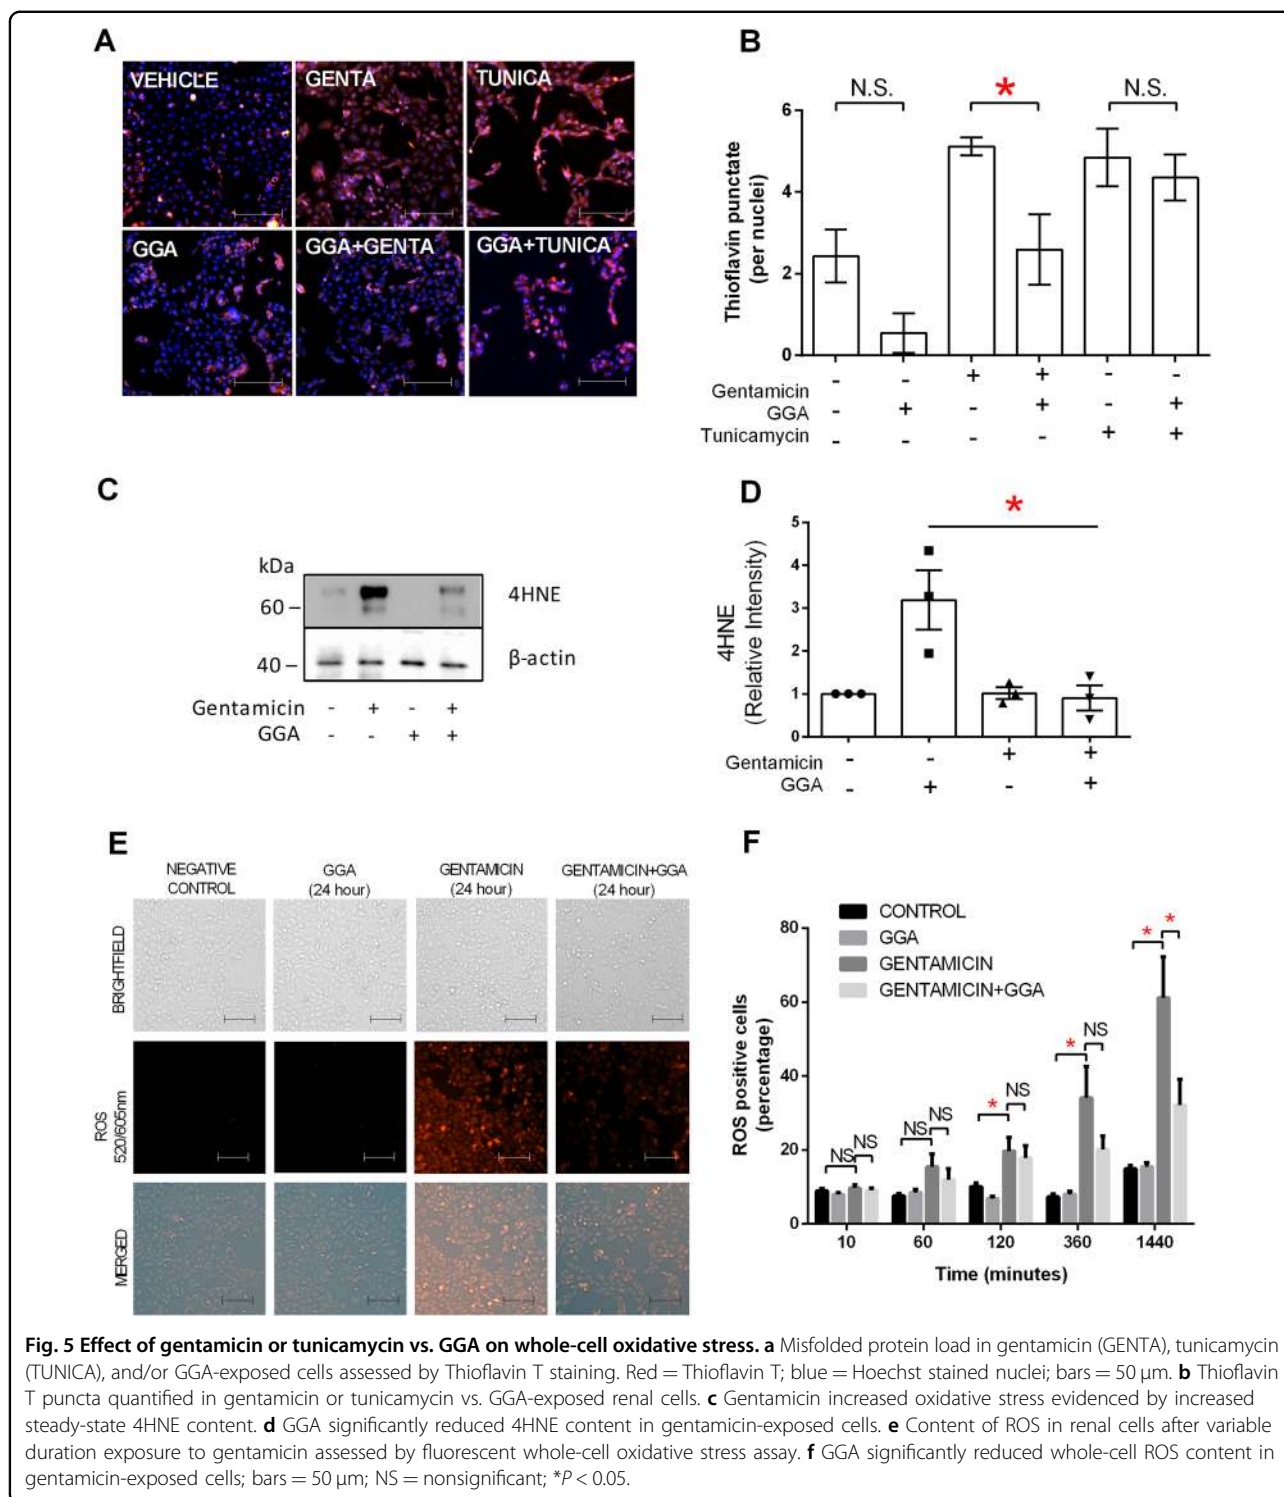 A
VEHICLE
GENTA
TUNICA
GGA
GGA+GENTA
GGA+TUNICA
B
N.S.
*
N.S.
Thioflavin punctate
(per nuclei)
6
4
2
0
Gentamicin - - + + - -
GGA - + - + - +
Tunicamycin - - - - + +
C
kDa
60
4HNE
40
β-actin
Gentamicin - + - +
GGA - - + +
D
*
4HNE
(Relative Intensity)
5
4
3
2
1
0
Gentamicin - - + +
GGA - + - +
E
NEGATIVE
CONTROL
GGA
(24 hour)
GENTAMICIN
(24 hour)
GENTAMICIN+GGA
(24 hour)
BRIGHTFIELD
ROS
520/605nm
MERGED
F
CONTROL
GGA
GENTAMICIN
GENTAMICIN+GGA
ROS positive cells
(percentage)
80
60
40
20
0
NS NS
NS NS
* NS
* NS
* *
10 60 120 360 1440
Time (minutes)
Fig. 5 Effect of gentamicin or tunicamycin vs. GGA on whole-cell oxidative stress. a Misfolded protein load in gentamicin (GENTA), tunicamycin
(TUNICA), and/or GGA-exposed cells assessed by Thioflavin T staining. Red = Thioflavin T; blue = Hoechst stained nuclei; bars = 50 μm. b Thioflavin
T puncta quantified in gentamicin or tunicamycin vs. GGA-exposed renal cells. c Gentamicin increased oxidative stress evidenced by increased
steady-state 4HNE content. d GGA significantly reduced 4HNE content in gentamicin-exposed cells. e Content of ROS in renal cells after variable
duration exposure to gentamicin assessed by fluorescent whole-cell oxidative stress assay. f GGA significantly reduced whole-cell ROS content in
gentamicin-exposed cells; bars = 50 μm; NS = nonsignificant; *P < 0.05.